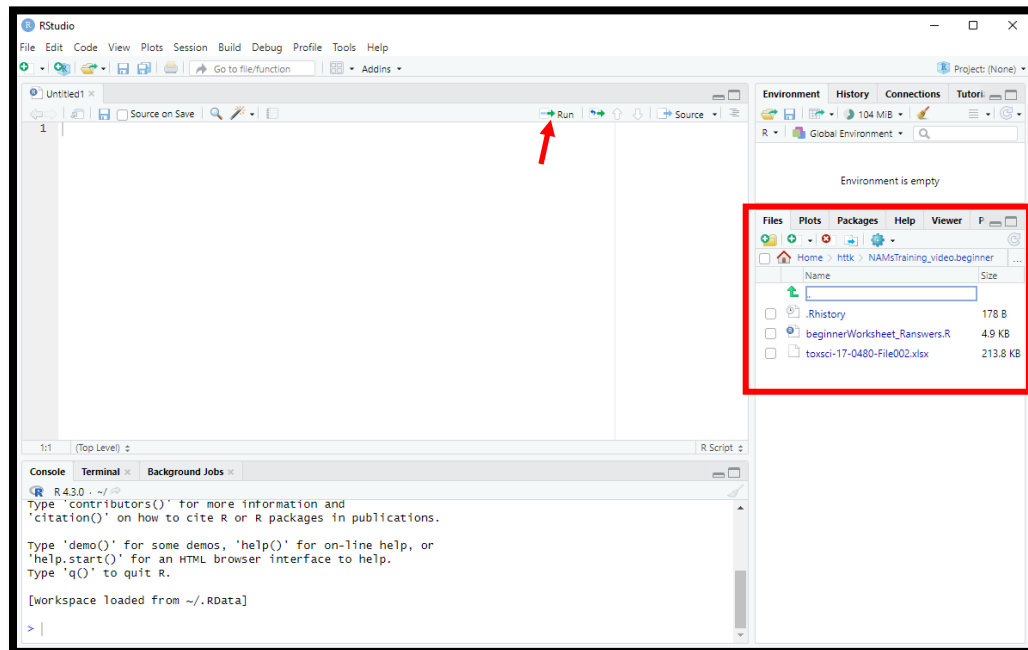 RStudio
File Edit Code View Plots Session Build Debug Profile Tools Help
Go to file/function Addins Project: (None)
Untitled1
Source on Save Run Source
1
1:1 (Top Level) R Script
Console Terminal Background Jobs
R 4.3.0 · ~/
Type 'contributors()' for more information and
'citation()' on how to cite R or R packages in publications.
Type 'demo()' for some demos, 'help()' for on-line help, or
'help.start()' for an HTML browser interface to help.
Type 'q()' to quit R.
[Workspace loaded from ~/.RData]
>
Environment History Connections Tutori
104 MiB
R Global Environment
Environment is empty
Files Plots Packages Help Viewer P
Home > httk > NAMsTraining_video.beginner ...
Name Size
..
.Rhistory 178 B
beginnerWorksheet_Ranswers.R 4.9 KB
toxsci-17-0480-File002.xlsx 213.8 KB